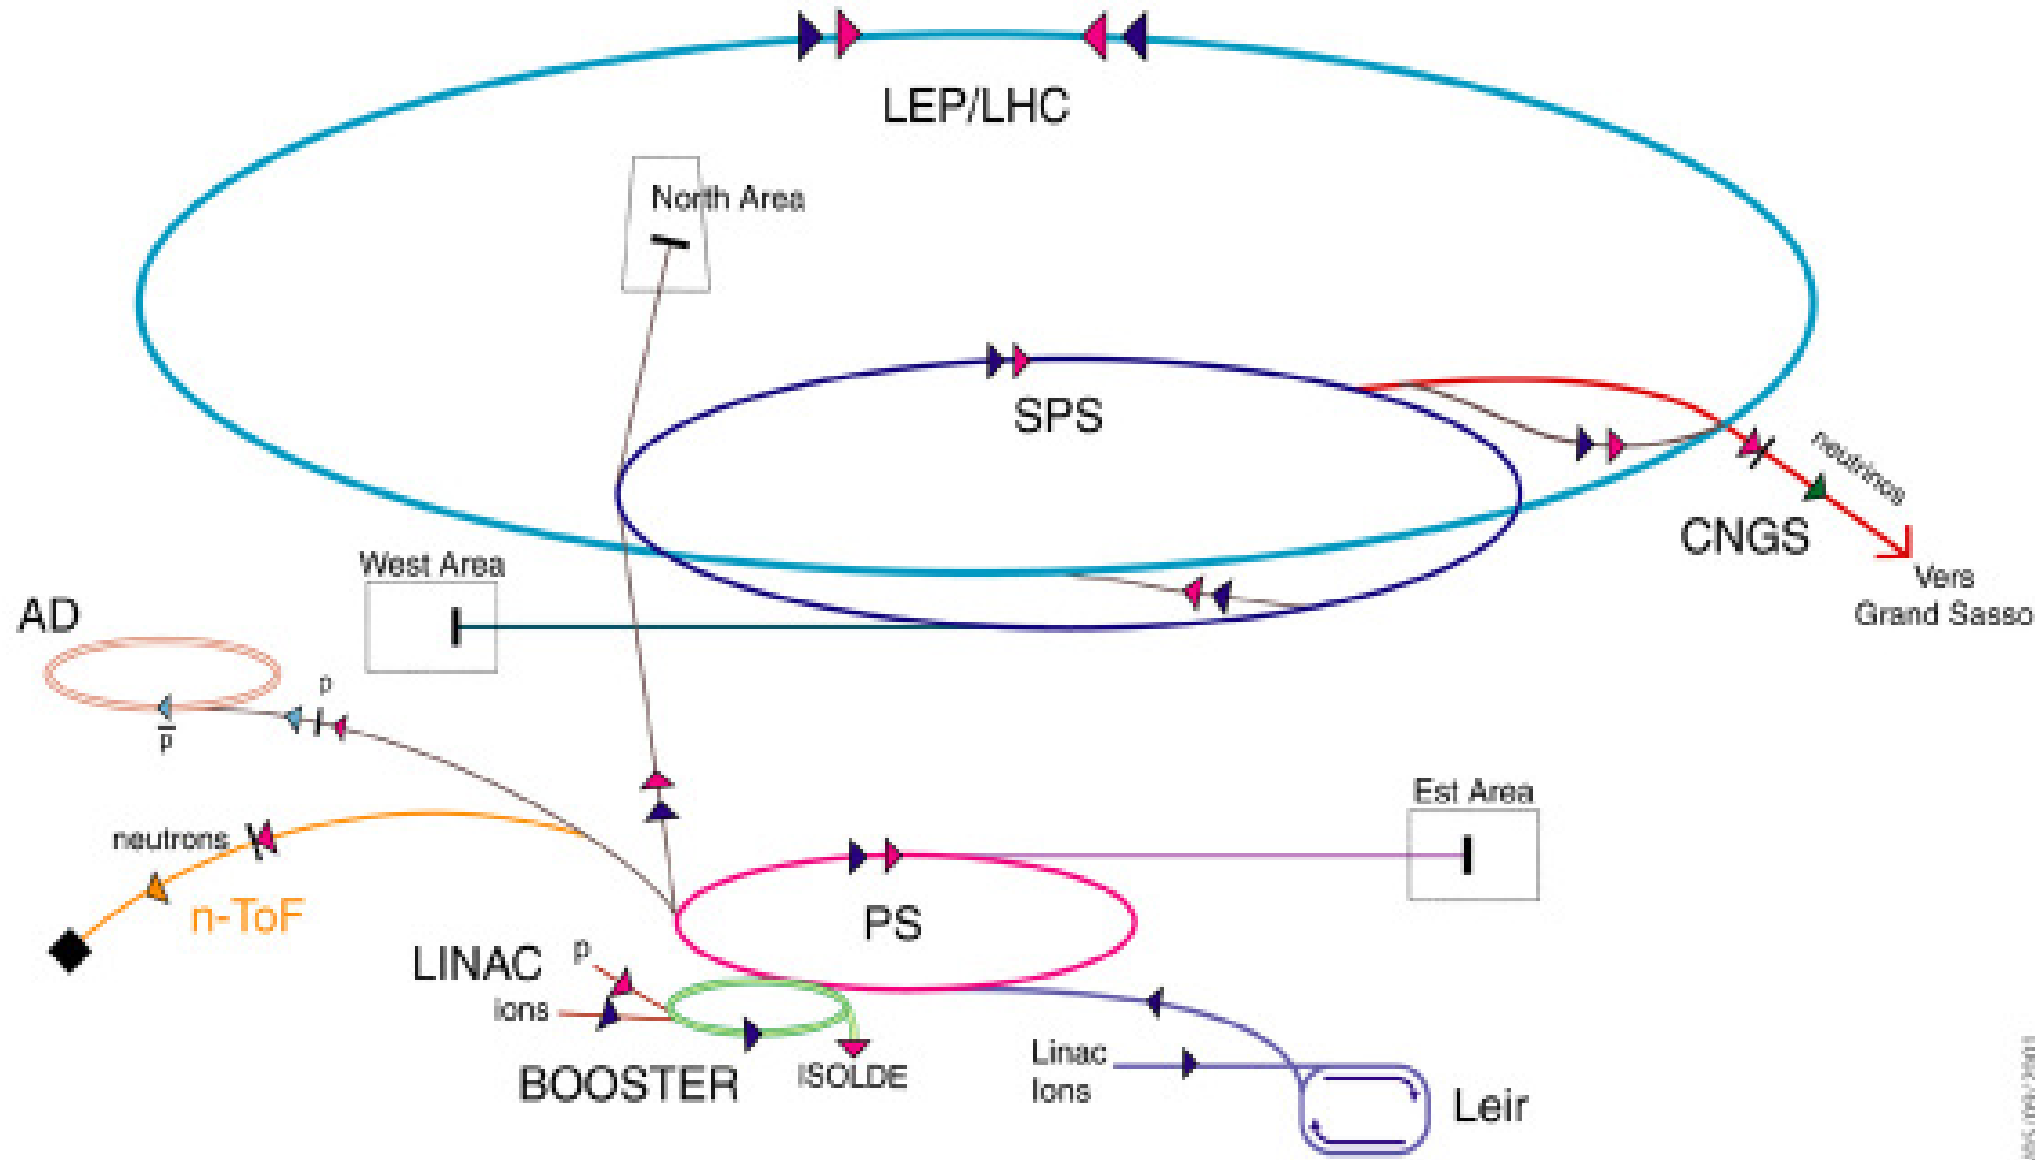 LEP/LHC
North Area
SPS
neutrinos
CNGS
Vers
Grand Sasso
West Area
AD
p
p
neutrons
n-ToF
Est Area
PS
LINAC
p
ions
BOOSTER
ISOLDE
Linac
Ions
Leir